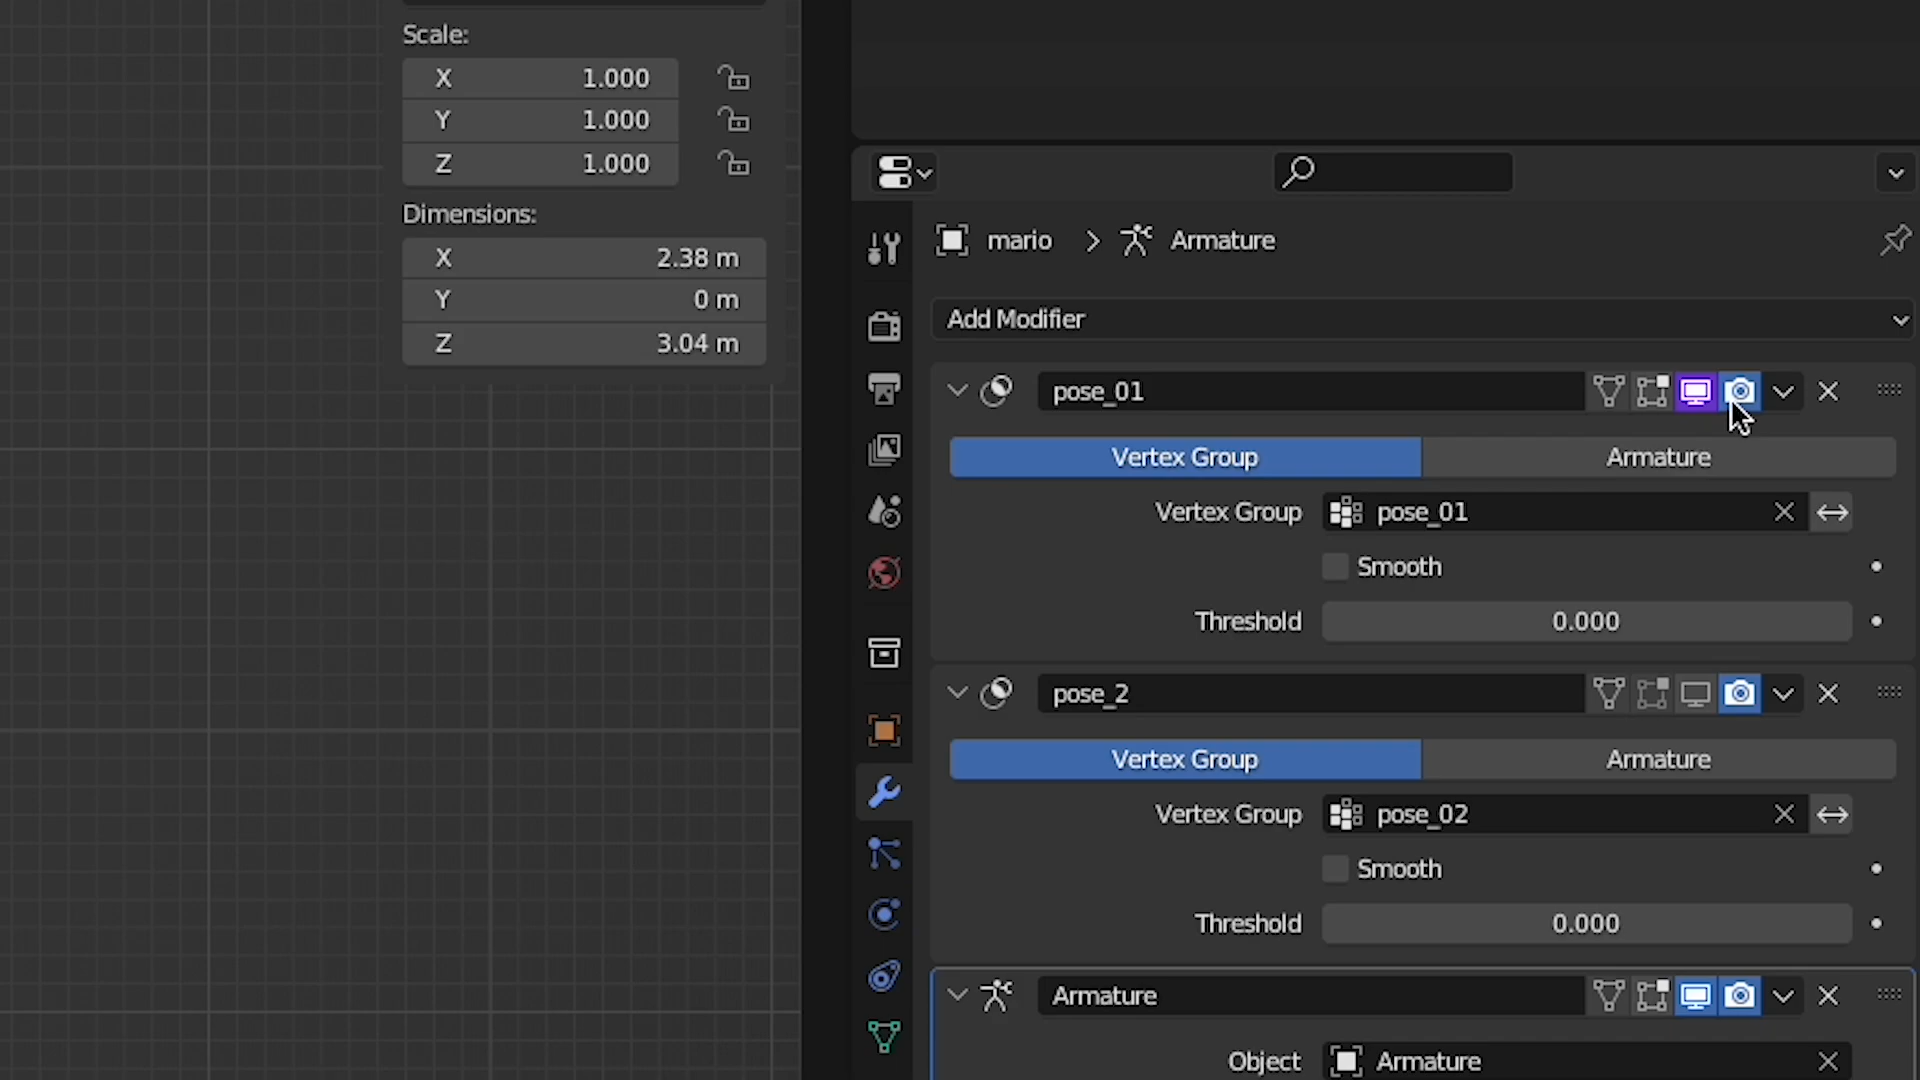 Scale:
X 1.000
Y 1.000
Z 1.000
Dimensions:
X 2.38 m
Y 0 m
Z 3.04 m
mario > Armature
Add Modifier
pose_01
Vertex Group Armature
Vertex Group pose_01
Smooth
Threshold 0.000
pose_2
Vertex Group Armature
Vertex Group pose_02
Smooth
Threshold 0.000
Armature
Object Armature